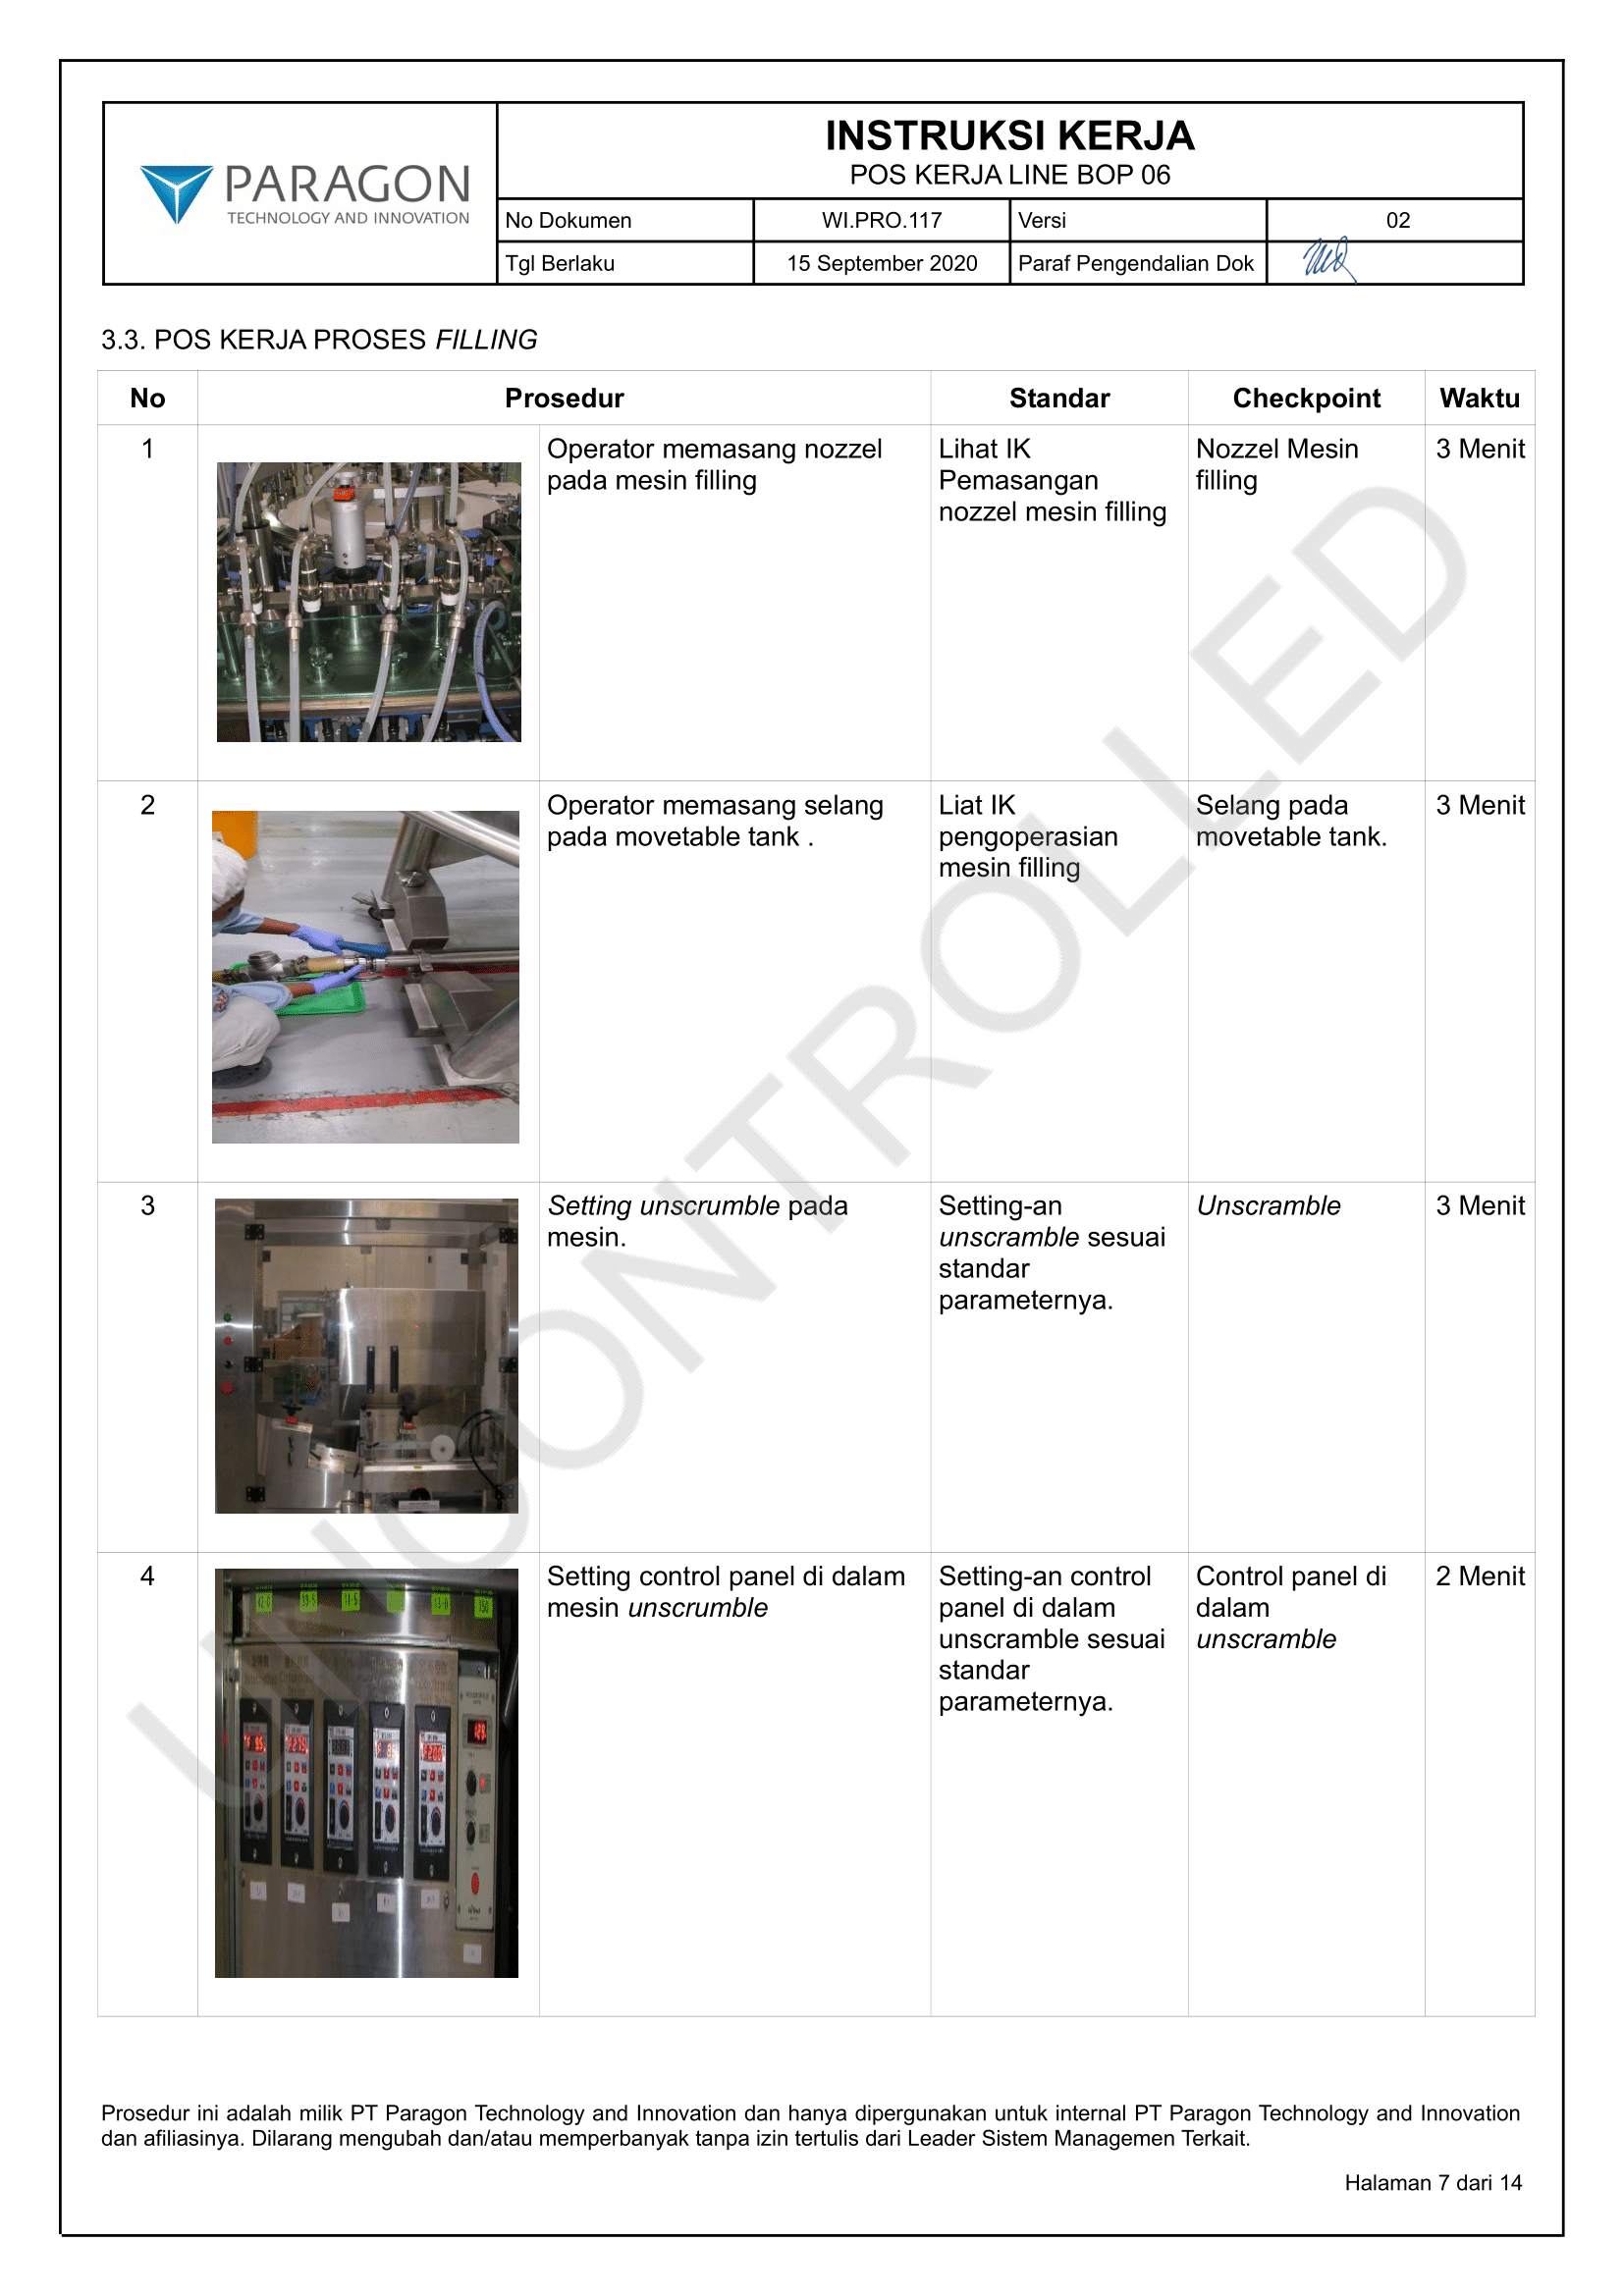 PARAGON
TECHNOLOGY AND INNOVATION
INSTRUKSI KERJA
POS KERJA LINE BOP 06
No Dokumen WI.PRO.117 Versi 02
Tgl Berlaku 15 September 2020 Paraf Pengendalian Dok
3.3. POS KERJA PROSES FILLING
No Prosedur Standar Checkpoint Waktu
1 Operator memasang nozzel Lihat IK Nozzel Mesin 3 Menit
pada mesin filling Pemasangan filling
nozzel mesin filling
2 Operator memasang selang Liat IK Selang pada 3 Menit
pada movetable tank . pengoperasian movetable tank.
mesin filling
3 Setting unscrumble pada Setting-an Unscramble 3 Menit
mesin. unscramble sesuai
standar
parameternya.
4 Setting control panel di dalam Setting-an control Control panel di 2 Menit
mesin unscrumble panel di dalam dalam
unscramble sesuai unscramble
standar
parameternya.
UNCONTROLLED
Prosedur ini adalah milik PT Paragon Technology and Innovation dan hanya dipergunakan untuk internal PT Paragon Technology and Innovation
dan afiliasinya. Dilarang mengubah dan/atau memperbanyak tanpa izin tertulis dari Leader Sistem Managemen Terkait.
Halaman 7 dari 14